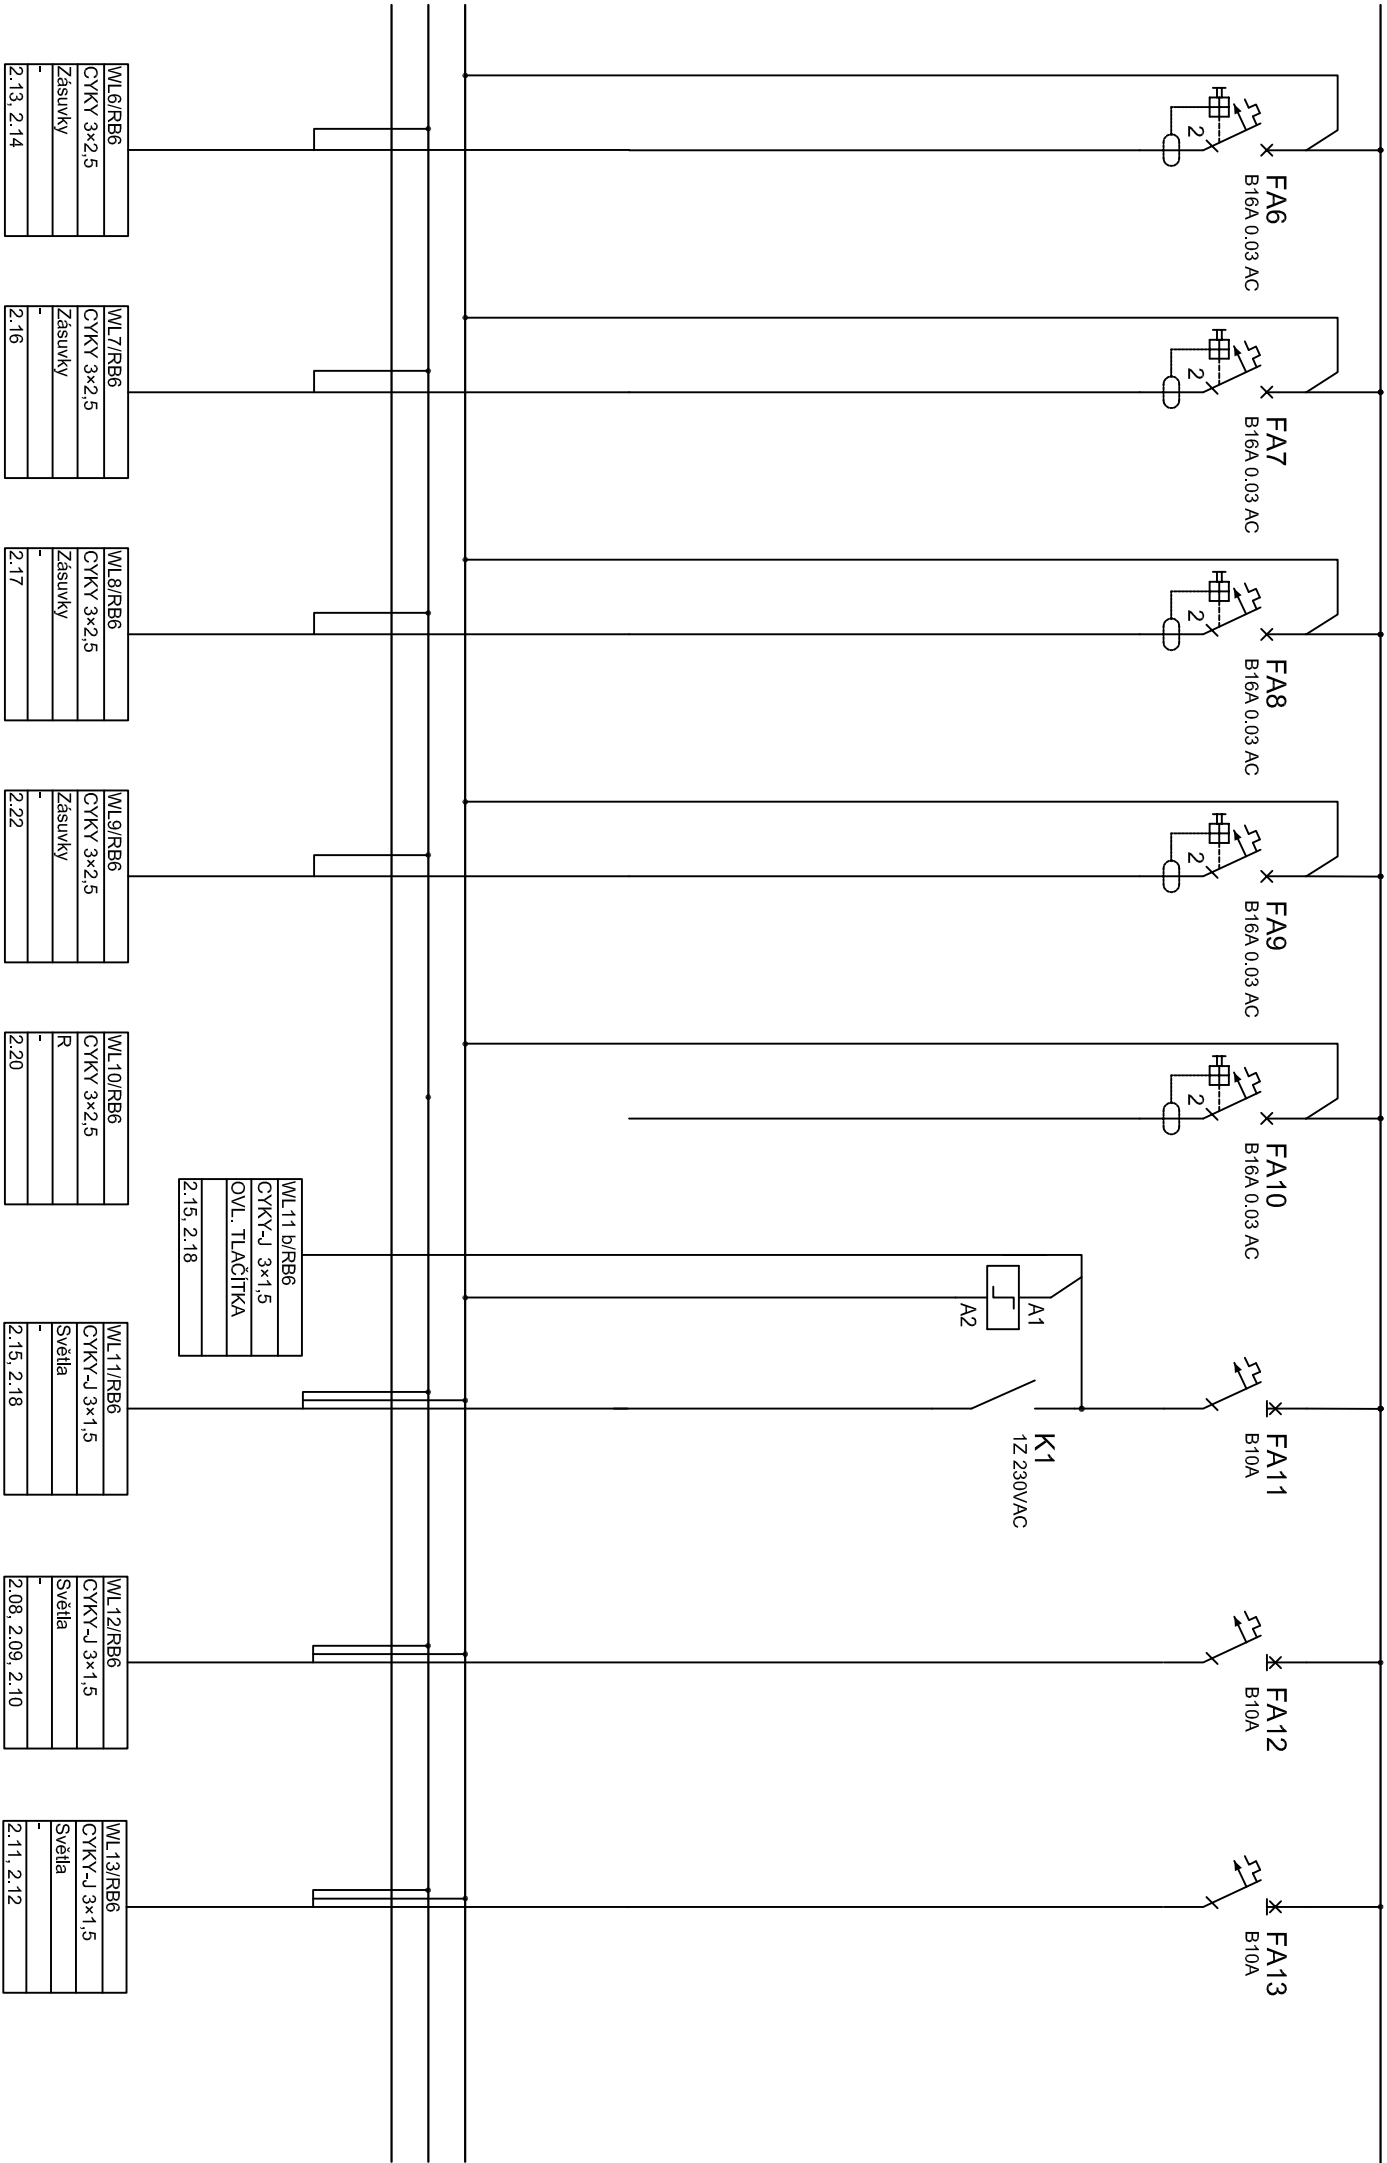 FA6
B16A 0.03 AC
2
FA7
B16A 0.03 AC
2
FA8
B16A 0.03 AC
2
FA9
B16A 0.03 AC
2
FA10
B16A 0.03 AC
2
FA11
B10A
FA12
B10A
FA13
B10A
A1
A2
K1
1Z 230VAC
WL11 b/RB6
CYKY-J 3×1,5
OVL. TLAČÍTKA
2.15, 2.18
WL6/RB6
CYKY 3×2,5
Zásuvky
-
2.13, 2.14
WL7/RB6
CYKY 3×2,5
Zásuvky
-
2.16
WL8/RB6
CYKY 3×2,5
Zásuvky
-
2.17
WL9/RB6
CYKY 3×2,5
Zásuvky
-
2.22
WL10/RB6
CYKY 3×2,5
R
-
2.20
WL11/RB6
CYKY-J 3×1,5
Světla
-
2.15, 2.18
WL12/RB6
CYKY-J 3×1,5
Světla
-
2.08, 2.09, 2.10
WL13/RB6
CYKY-J 3×1,5
Světla
-
2.11, 2.12